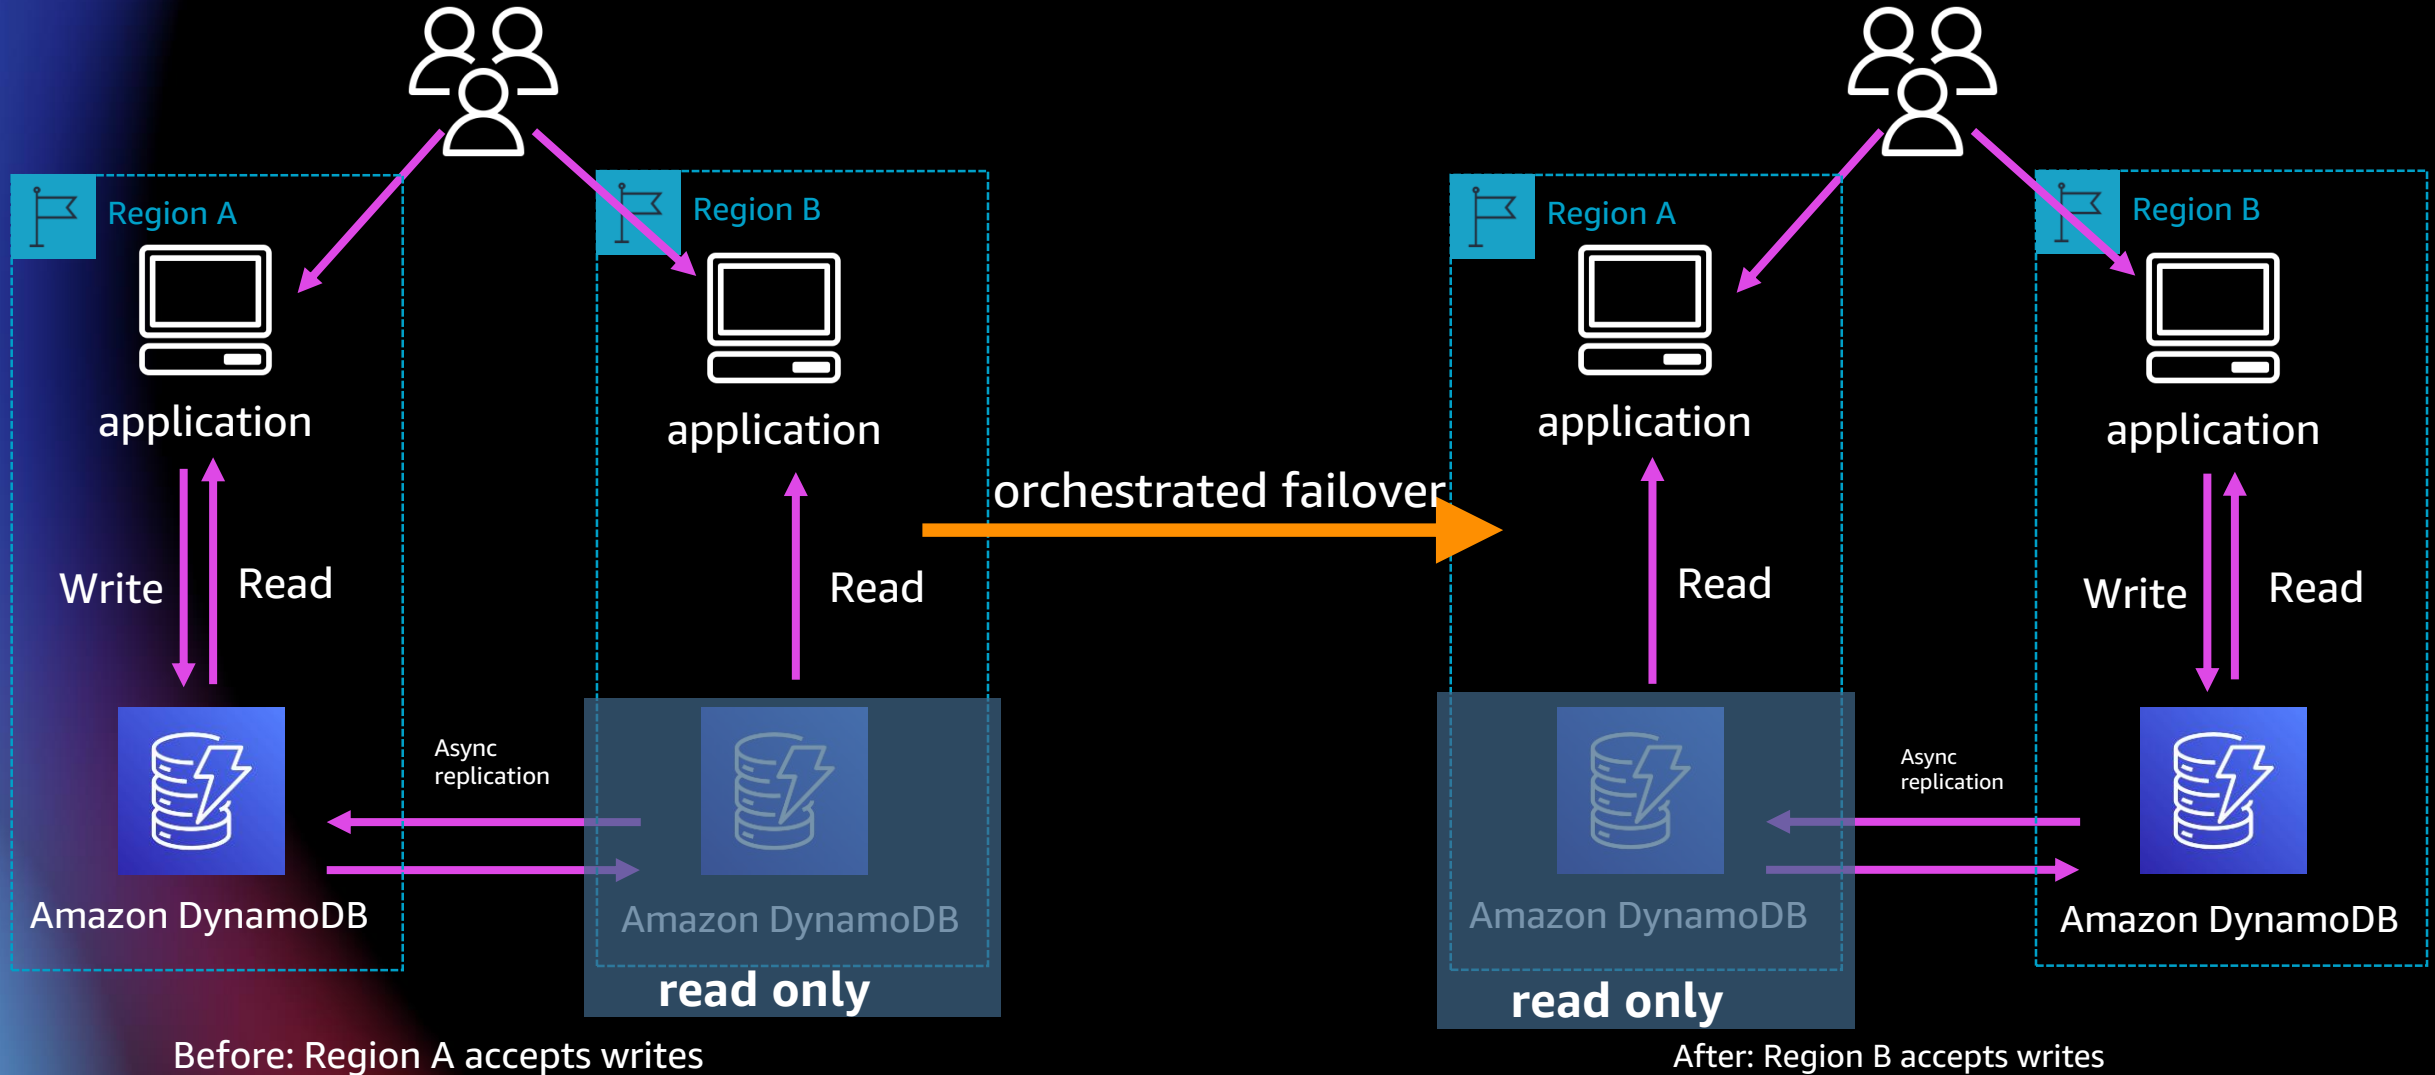 Region A
application
Write
Read
Amazon DynamoDB
Async
replication
Region B
application
Read
Amazon DynamoDB
read only
Before: Region A accepts writes
orchestrated failover
Region A
application
Read
Amazon DynamoDB
read only
Async
replication
Region B
application
Write
Read
Amazon DynamoDB
After: Region B accepts writes